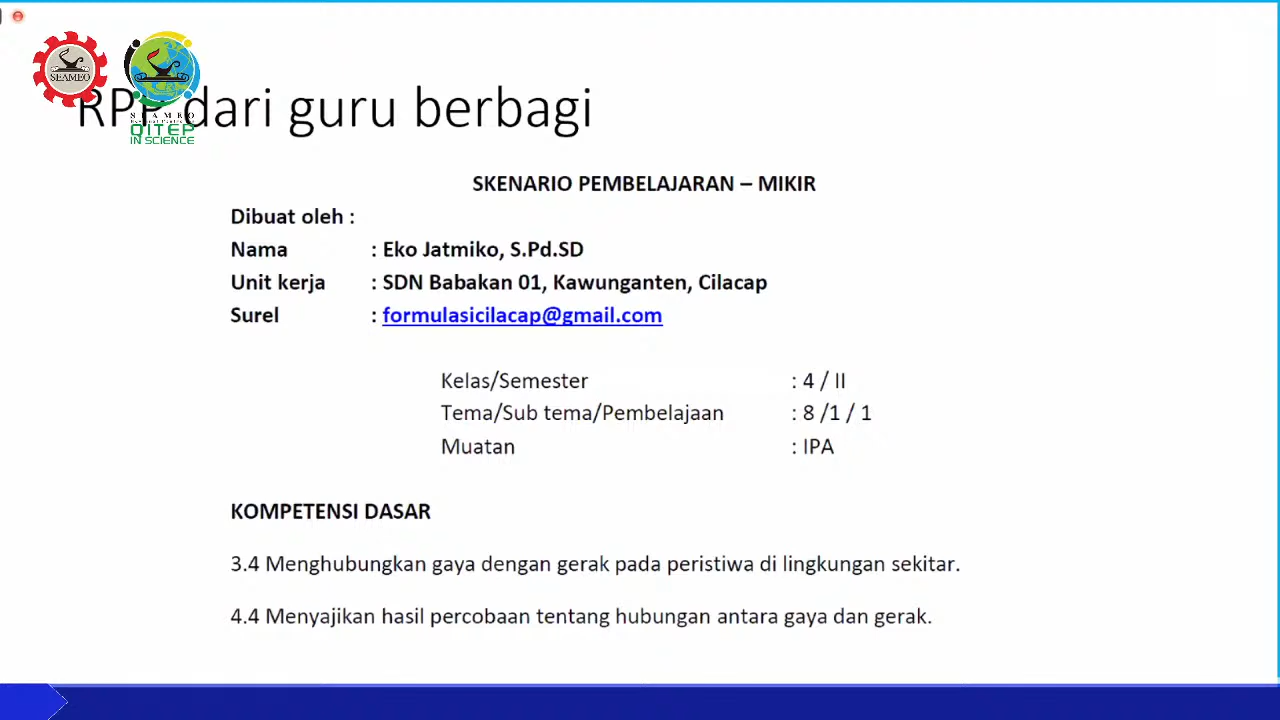 SEAMEO
SEAMEO
QITEP
IN SCIENCE
RPP dari guru berbagi
SKENARIO PEMBELAJARAN – MIKIR
Dibuat oleh :
Nama : Eko Jatmiko, S.Pd.SD
Unit kerja : SDN Babakan 01, Kawunganten, Cilacap
Surel : formulasicilacap@gmail.com
Kelas/Semester : 4 / II
Tema/Sub tema/Pembelajaan : 8 /1 / 1
Muatan : IPA
KOMPETENSI DASAR
3.4 Menghubungkan gaya dengan gerak pada peristiwa di lingkungan sekitar.
4.4 Menyajikan hasil percobaan tentang hubungan antara gaya dan gerak.